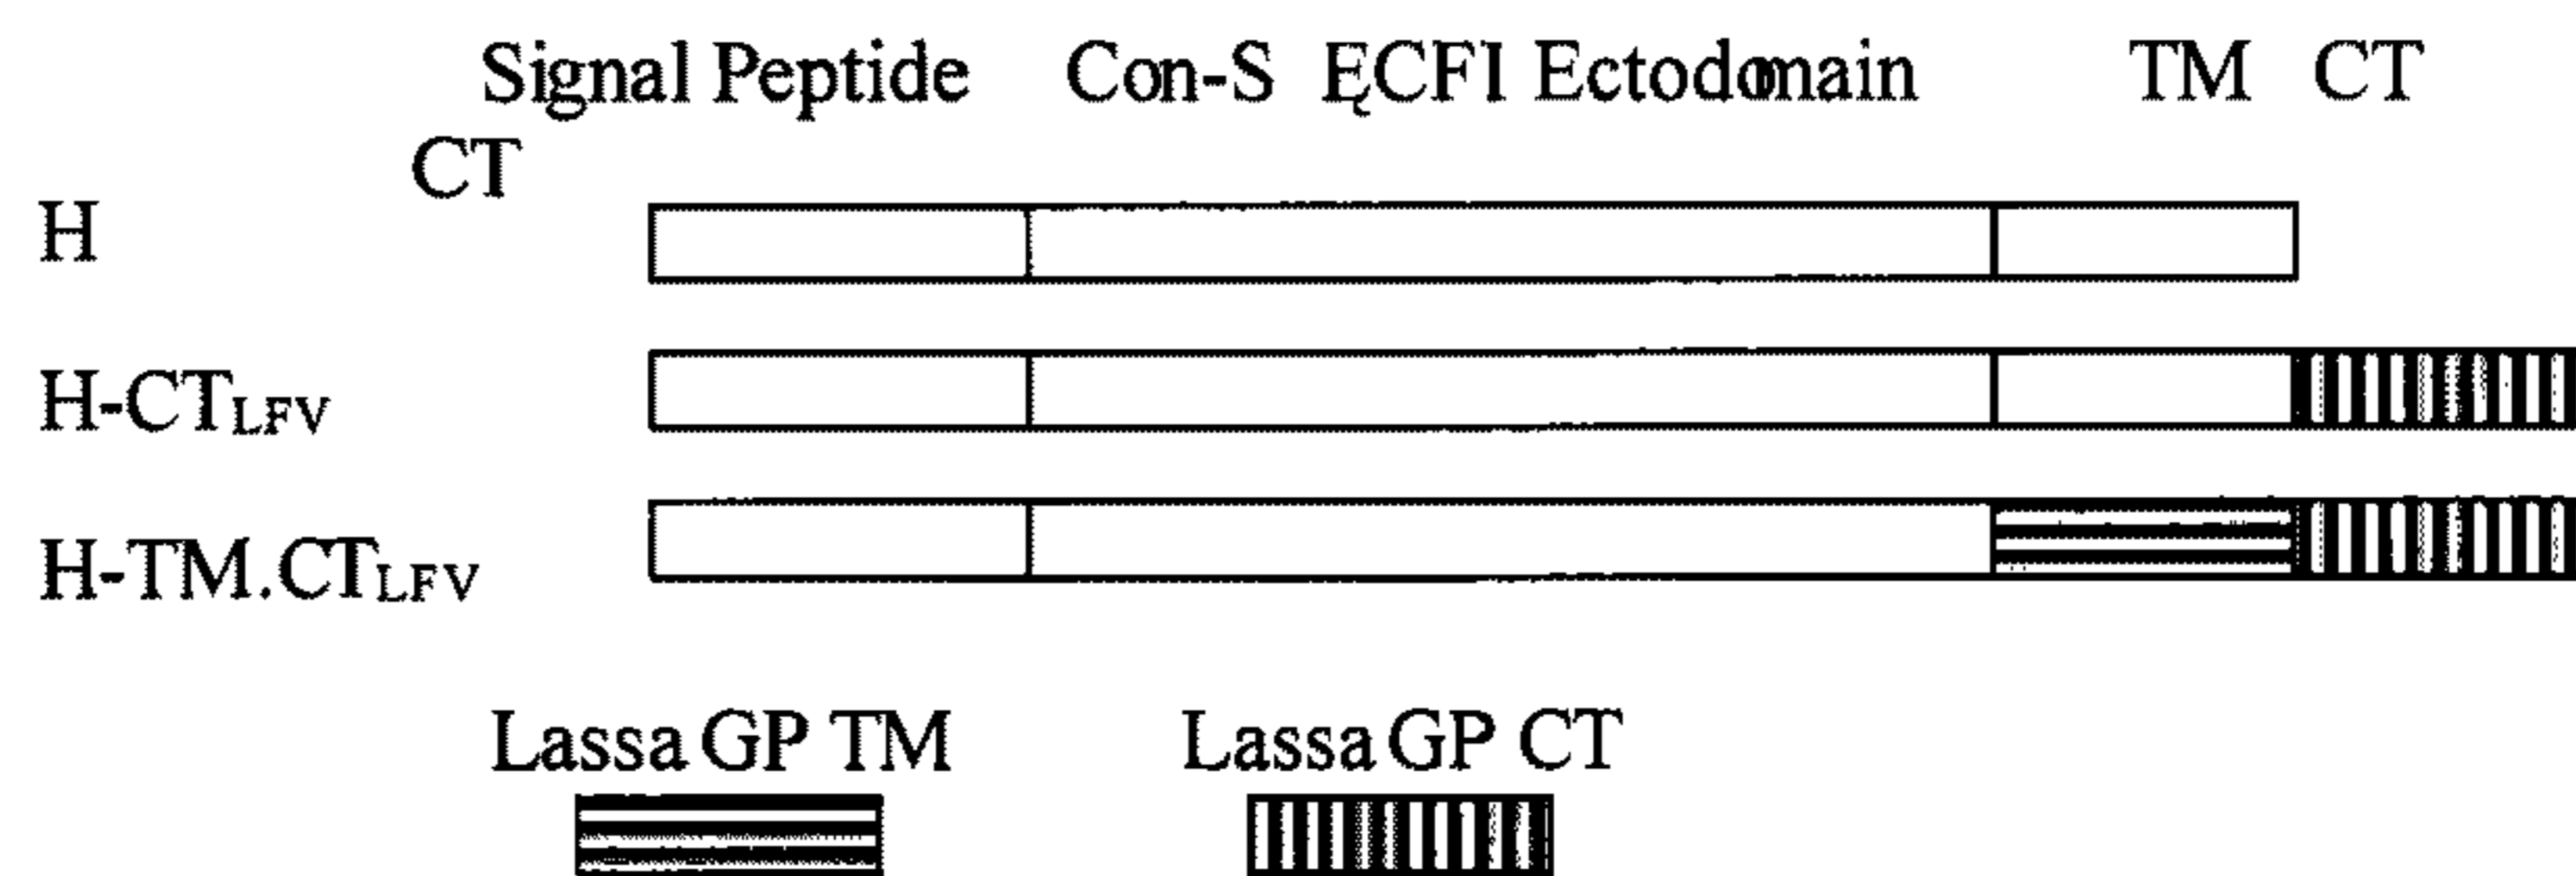 Signal Peptide Con-S ĘCFI Ectodomain TM CT
CT
H
H-CTLFV
H-TM.CTLFV
Lassa GP TM Lassa GP CT